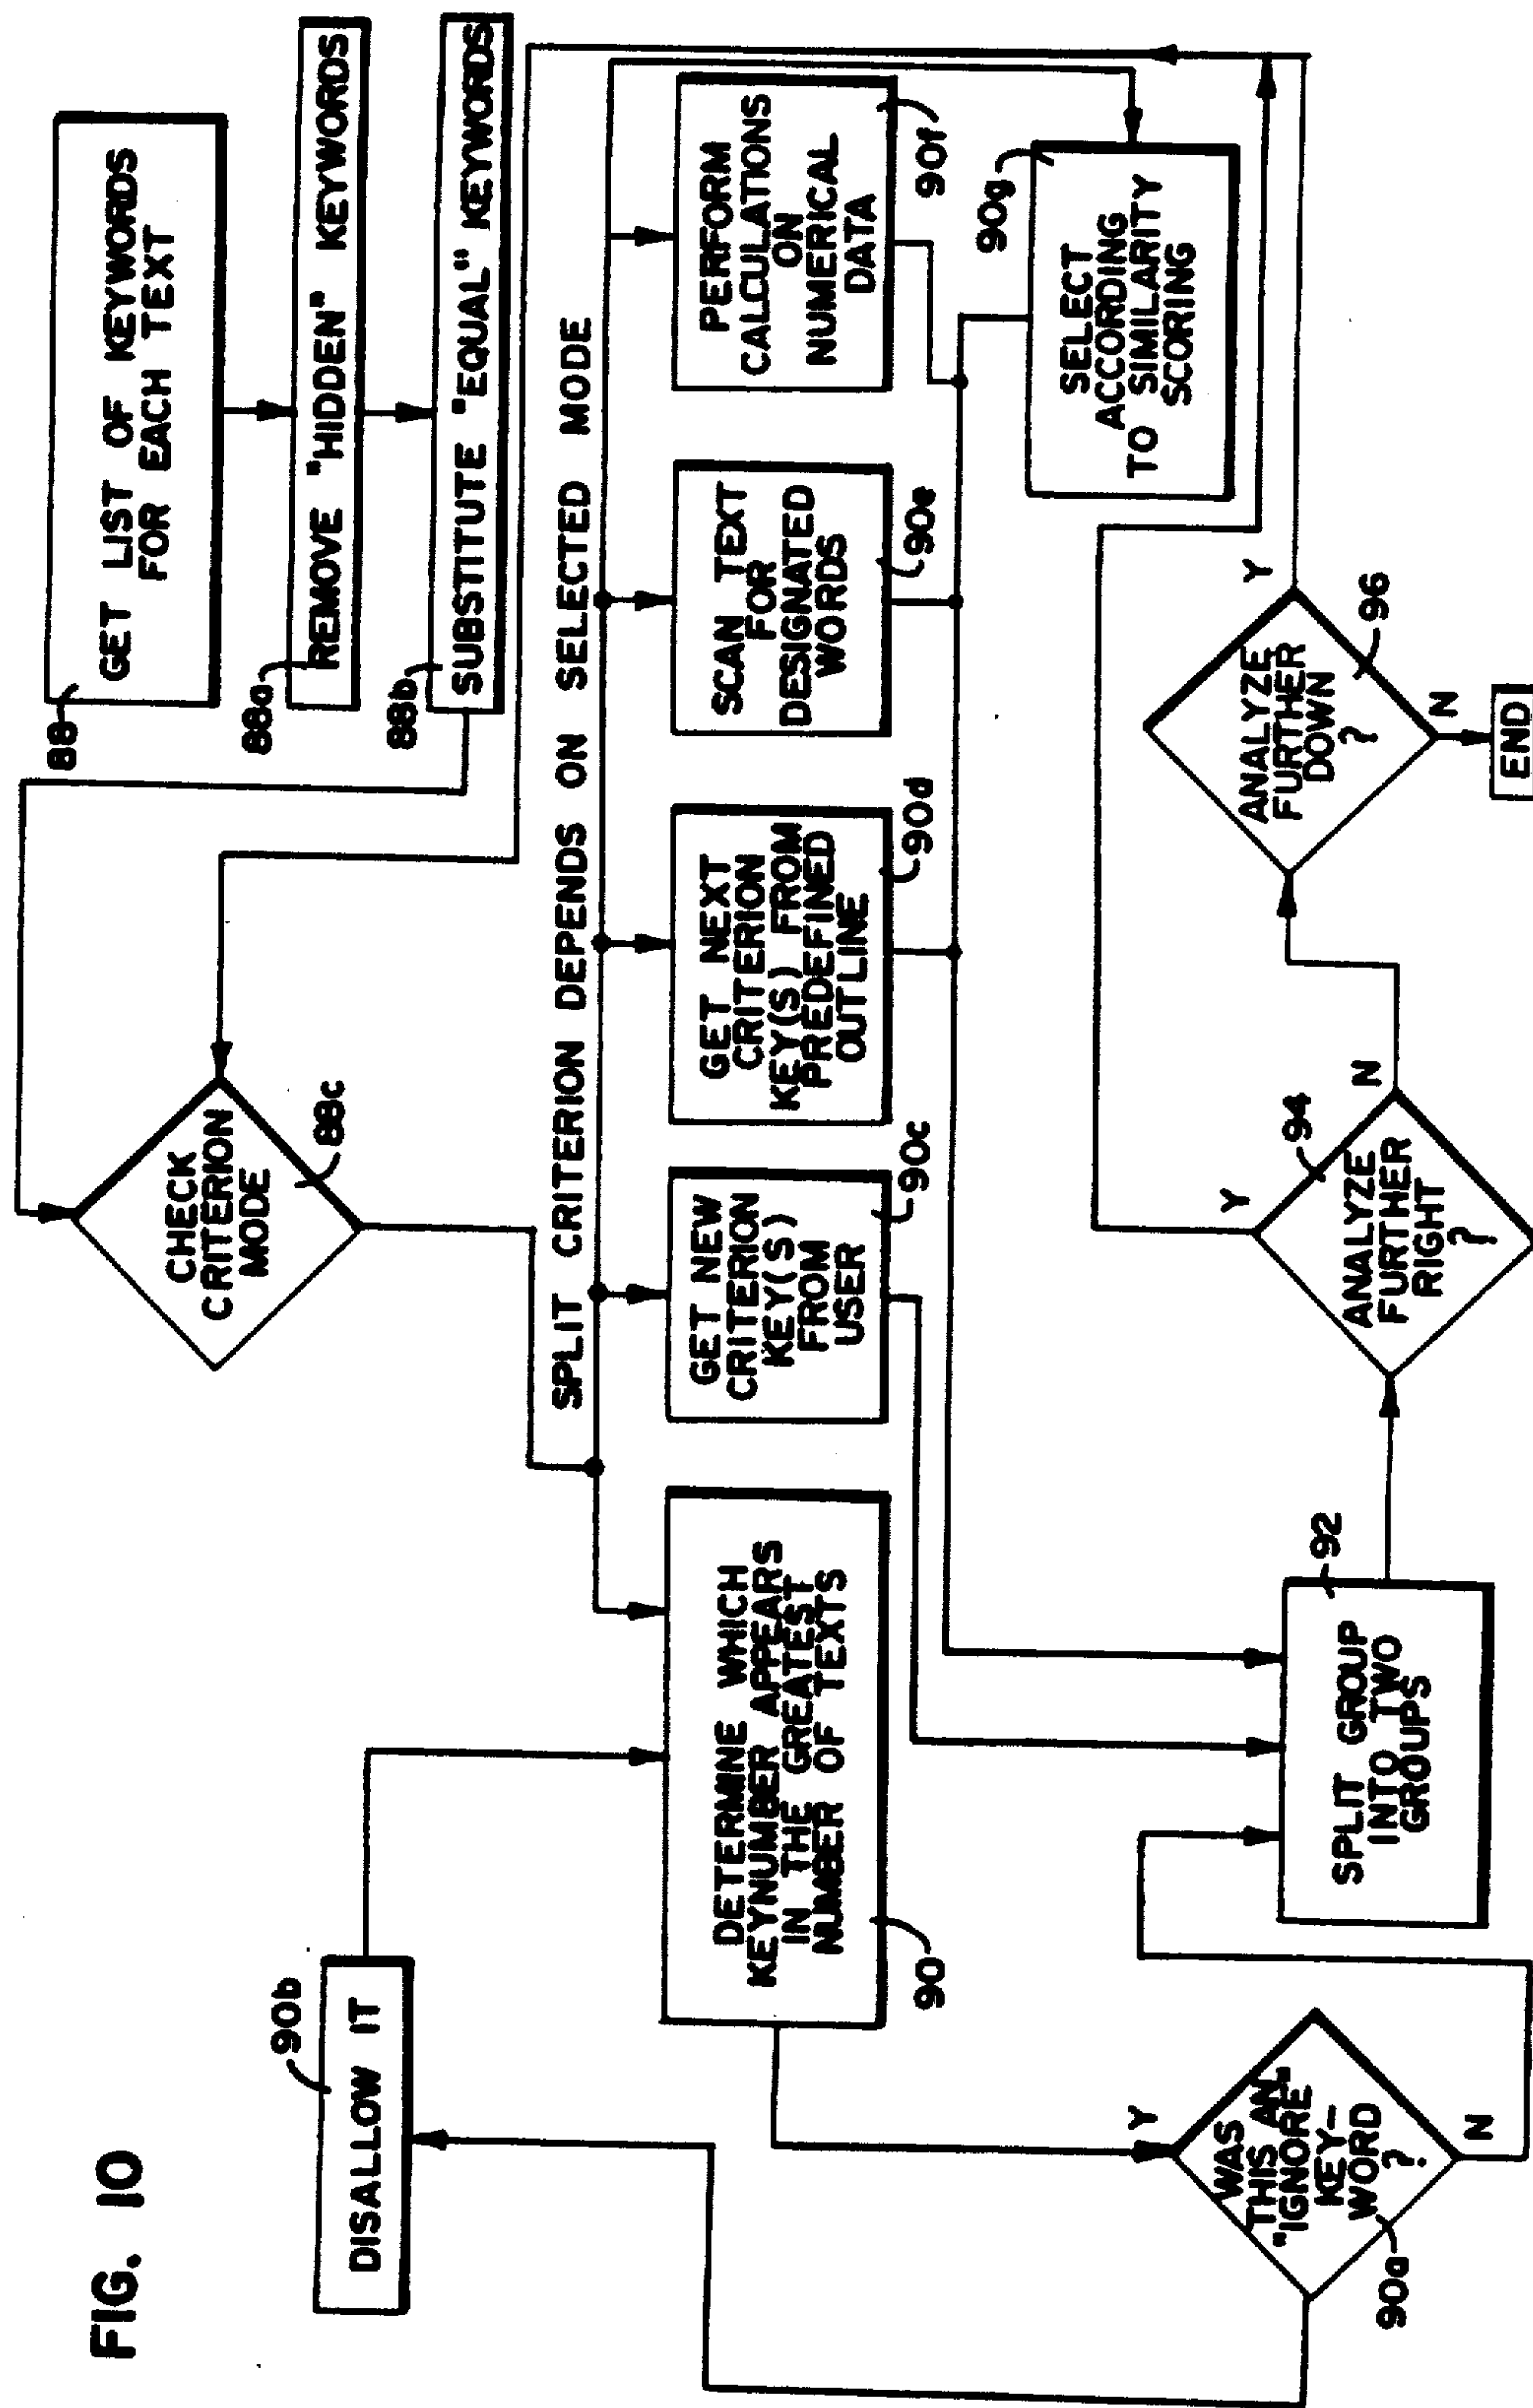 FIG. 10
88
GET LIST OF KEYWORDS
FOR EACH TEXT
88a
REMOVE "HIDDEN" KEYWORDS
88b
SUBSTITUTE "EQUAL" KEYWORDS
CHECK
CRITERION
MODE
88c
SPLIT CRITERION DEPENDS ON SELECTED MODE
90b
DISALLOW IT
DETERMINE WHICH
KEYNUMBER APPEARS
IN THE GREATEST
NUMBER OF TEXTS
90
GET NEW
CRITERION
KEY(S)
FROM
USER
90c
GET NEXT
CRITERION
KEY(S) FROM
PREDEFINED
OUTLINE
90d
SCAN TEXT
FOR
DESIGNATED
WORDS
90e
PERFORM
CALCULATIONS
ON
NUMERICAL
DATA
90f
90g
SELECT
ACCORDING
TO SIMILARITY
SCORING
WAS
THIS AN
"IGNORE"
KEY-
WORD
?
90a
Y
N
92
SPLIT GROUP
INTO TWO
GROUPS
94
ANALYZE
FURTHER
RIGHT
?
Y
N
ANALYZE
FURTHER
DOWN
?
96
Y
N
END